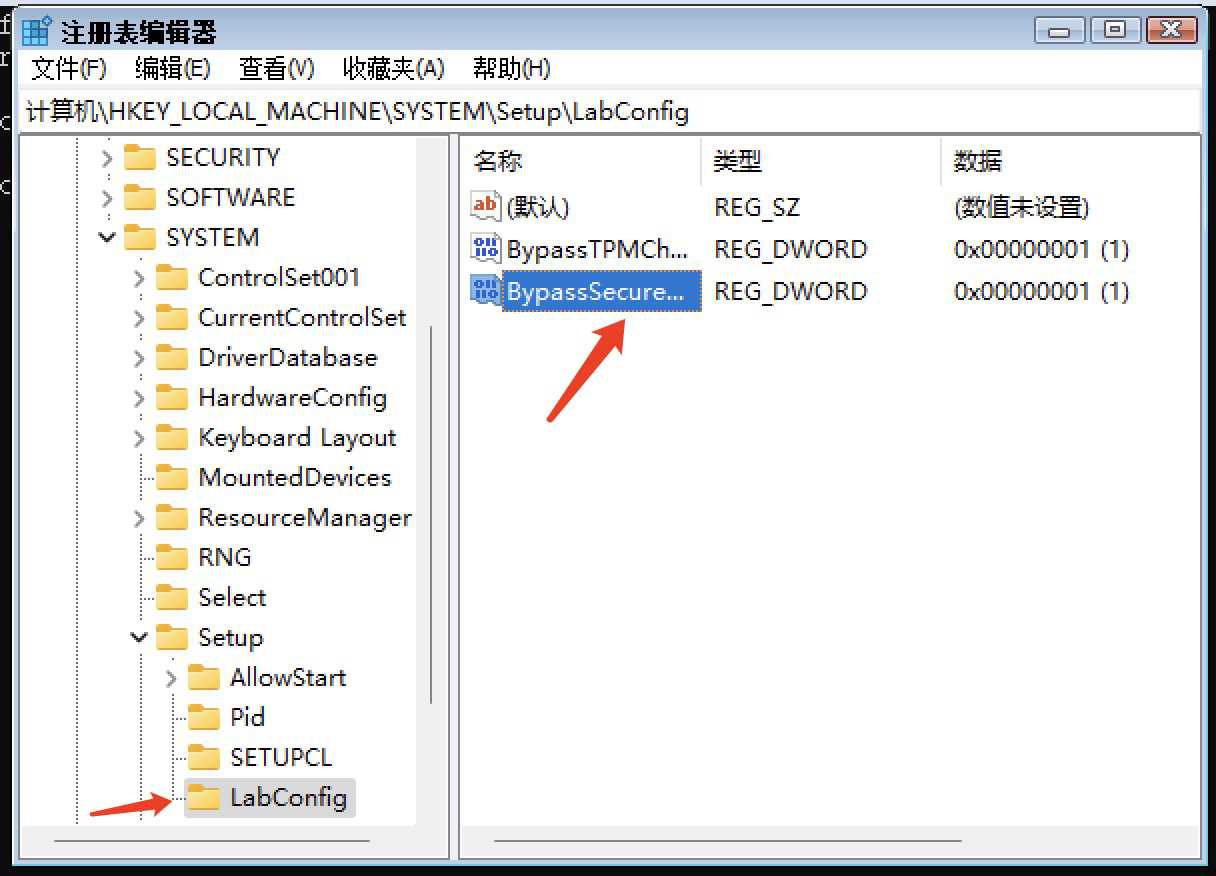 注册表编辑器
文件(F) 编辑(E) 查看(V) 收藏夹(A) 帮助(H)
计算机\HKEY_LOCAL_MACHINE\SYSTEM\Setup\LabConfig
SECURITY
SOFTWARE
SYSTEM
ControlSet001
CurrentControlSet
DriverDatabase
HardwareConfig
Keyboard Layout
MountedDevices
ResourceManager
RNG
Select
Setup
AllowStart
Pid
SETUPCL
LabConfig
名称 类型 数据
ab (默认) REG_SZ (数值未设置)
BypassTPMCh... REG_DWORD 0x00000001 (1)
BypassSecure... REG_DWORD 0x00000001 (1)